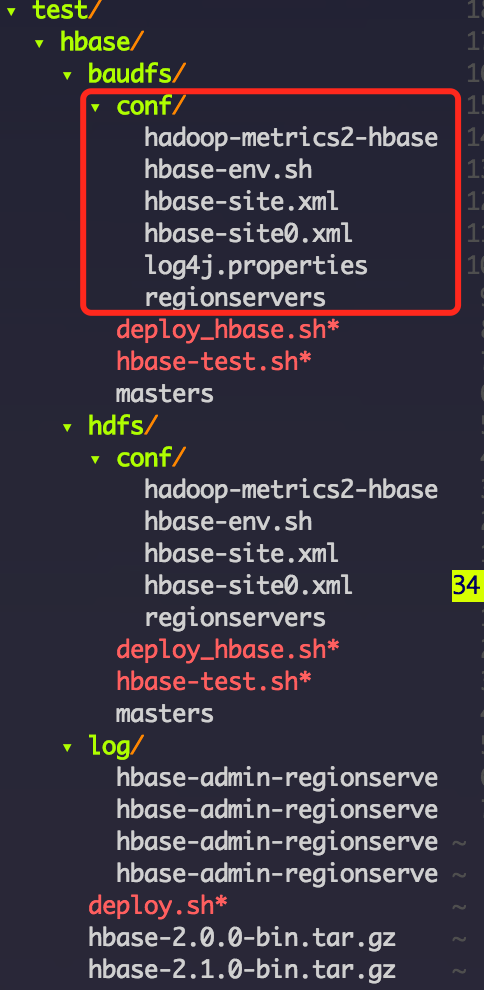 ▾ test/
▾ hbase/
▾ baudfs/
▾ conf/
hadoop-metrics2-hbase
hbase-env.sh
hbase-site.xml
hbase-site0.xml
log4j.properties
regionservers
deploy_hbase.sh*
hbase-test.sh*
masters
▾ hdfs/
▾ conf/
hadoop-metrics2-hbase
hbase-env.sh
hbase-site.xml
hbase-site0.xml 34
regionservers
deploy_hbase.sh*
hbase-test.sh*
masters
▾ log/
hbase-admin-regionserve
hbase-admin-regionserve
hbase-admin-regionserve ~
hbase-admin-regionserve ~
deploy.sh* ~
hbase-2.0.0-bin.tar.gz ~
hbase-2.1.0-bin.tar.gz ~